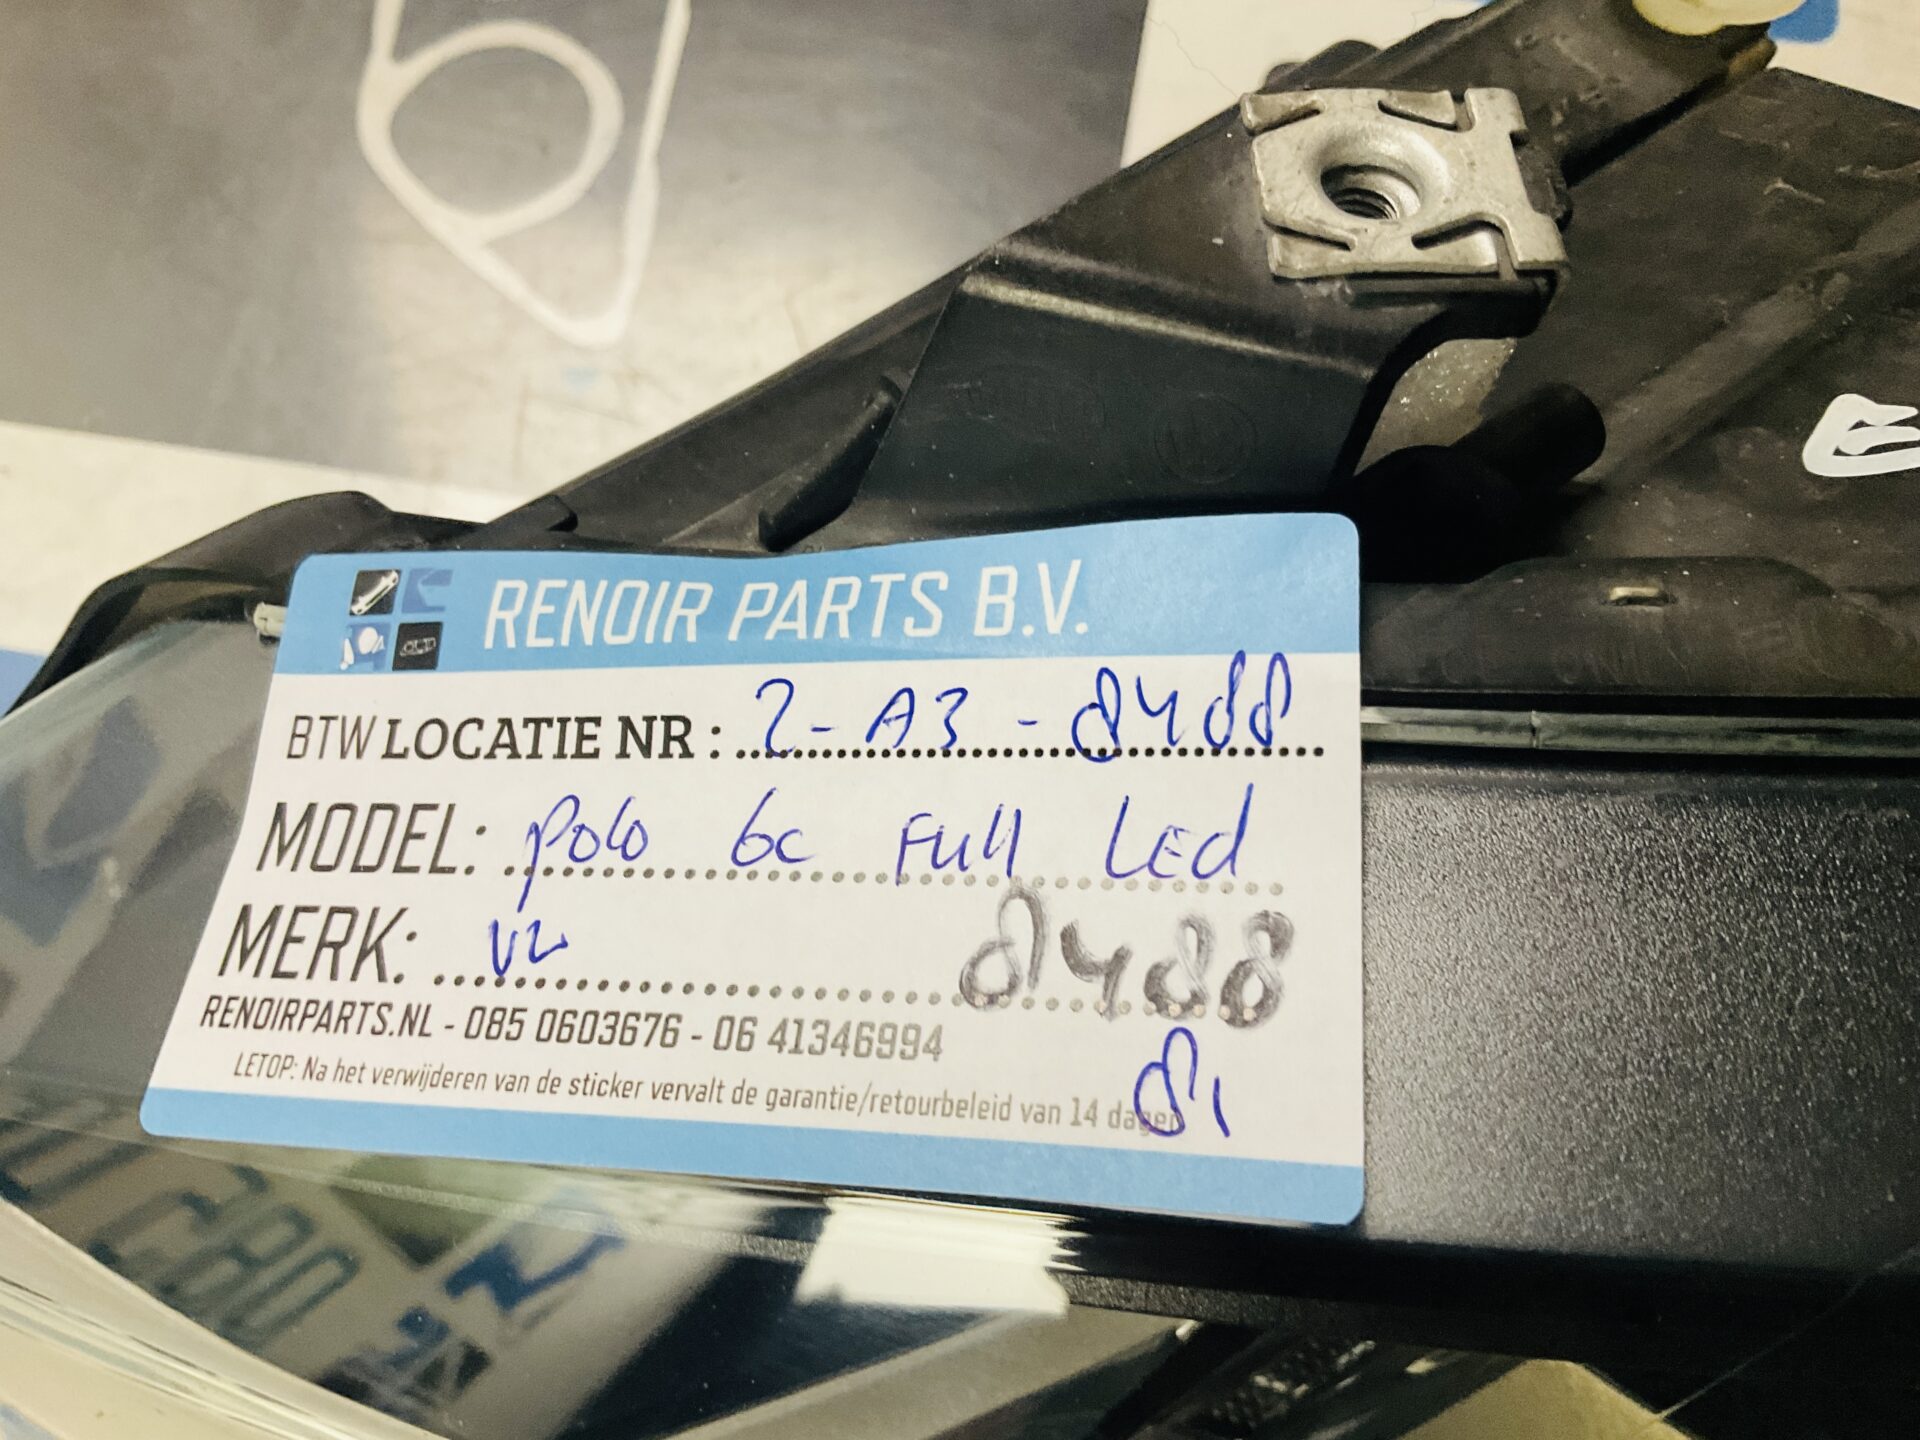 RENOIR PARTS B.V.
BTW LOCATIE NR : 2-A3-8488
MODEL: Polo 6c Full Led
MERK: VW
8488
RENOIRPARTS.NL - 085 0603676 - 06 41346994
81
LETOP: Na het verwijderen van de sticker vervalt de garantie/retourbeleid van 14 dagen